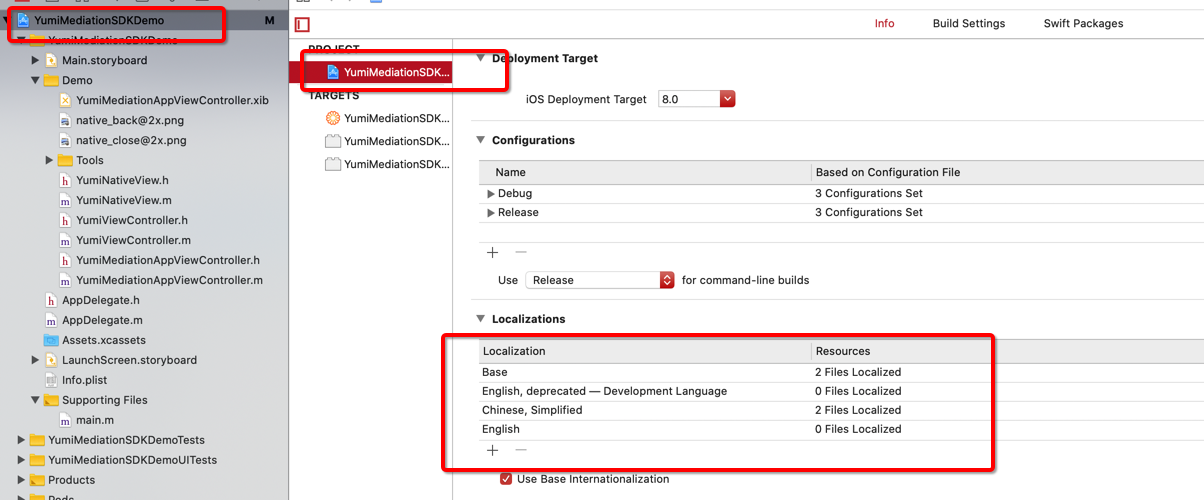 YumiMediationSDKDemo M
YumiMediationSDKDemo
Main.storyboard
Demo
YumiMediationAppViewController.xib
native_back@2x.png
native_close@2x.png
Tools
YumiNativeView.h
YumiNativeView.m
YumiViewController.h
YumiViewController.m
YumiMediationAppViewController.h
YumiMediationAppViewController.m
AppDelegate.h
AppDelegate.m
Assets.xcassets
LaunchScreen.storyboard
Info.plist
Supporting Files
main.m
YumiMediationSDKDemoTests
YumiMediationSDKDemoUITests
Products
Pods
PROJECT
YumiMediationSDK...
TARGETS
YumiMediationSDK...
YumiMediationSDK...
YumiMediationSDK...
Info Build Settings Swift Packages
Deployment Target
iOS Deployment Target 8.0
Configurations
Name Based on Configuration File
Debug 3 Configurations Set
Release 3 Configurations Set
Use Release for command-line builds
Localizations
Localization Resources
Base 2 Files Localized
English, deprecated — Development Language 0 Files Localized
Chinese, Simplified 2 Files Localized
English 0 Files Localized
Use Base Internationalization